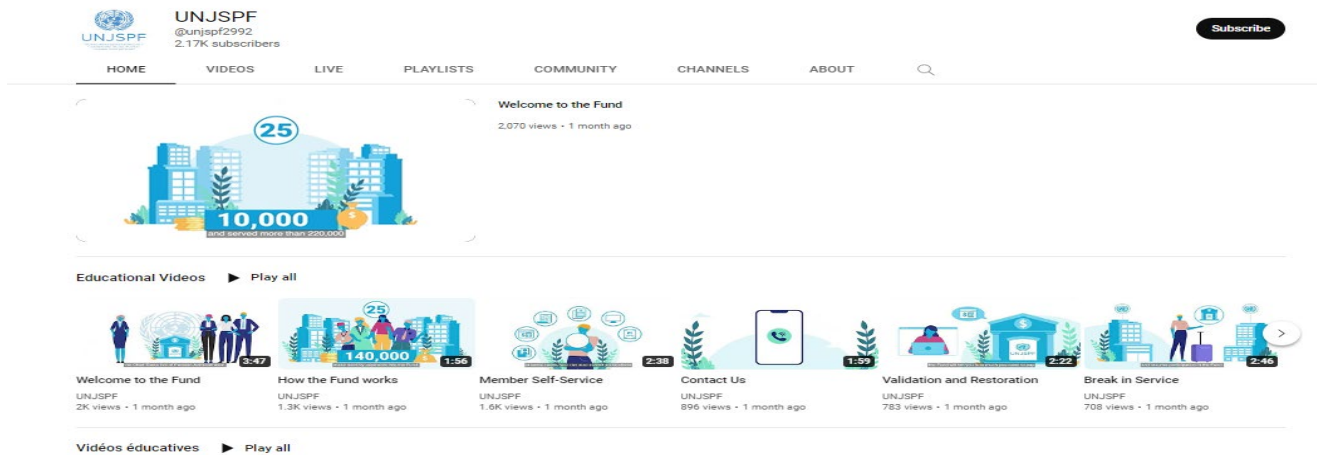 UNJSPF
UNJSPF
@unjspf2992
2.17K subscribers
Subscribe
HOME VIDEOS LIVE PLAYLISTS COMMUNITY CHANNELS ABOUT
Welcome to the Fund
2,070 views • 1 month ago
25
10,000
and served more than 220,000
Educational Videos Play all
25
140,000
UNJSPF
3:47 1:56 2:38 1:59 2:22 2:46
Welcome to the Fund How the Fund works Member Self-Service Contact Us Validation and Restoration Break in Service
UNJSPF UNJSPF UNJSPF UNJSPF UNJSPF UNJSPF
2K views • 1 month ago 1.3K views • 1 month ago 1.6K views • 1 month ago 896 views • 1 month ago 783 views • 1 month ago 708 views • 1 month ago
Vidéos éducatives Play all